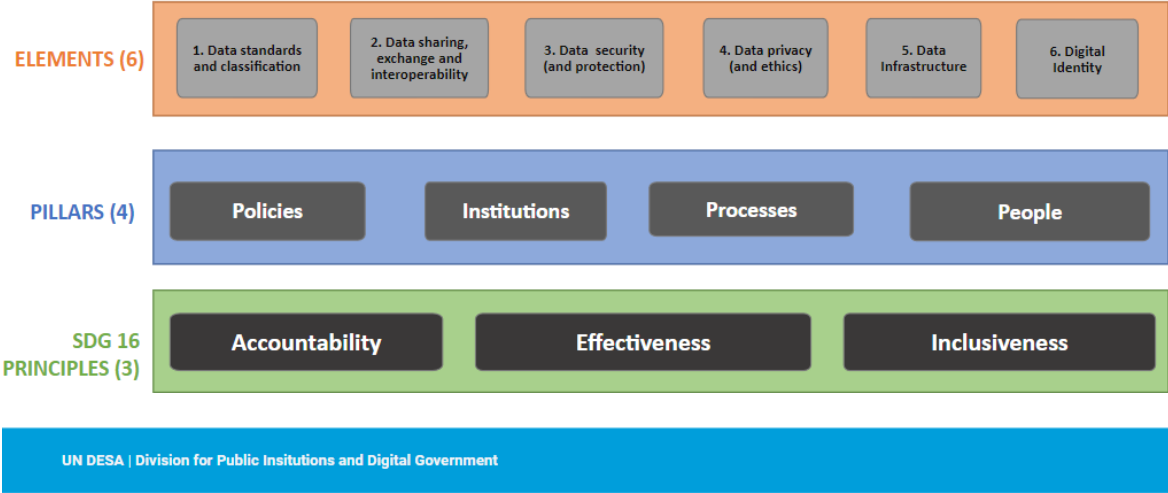 ELEMENTS (6)
1. Data standards
and classification
2. Data sharing,
exchange and
interoperability
3. Data security
(and protection)
4. Data privacy
(and ethics)
5. Data
Infrastructure
6. Digital
Identity
PILLARS (4)
Policies
Institutions
Processes
People
SDG 16
PRINCIPLES (3)
Accountability
Effectiveness
Inclusiveness
UN DESA | Division for Public Insitutions and Digital Government